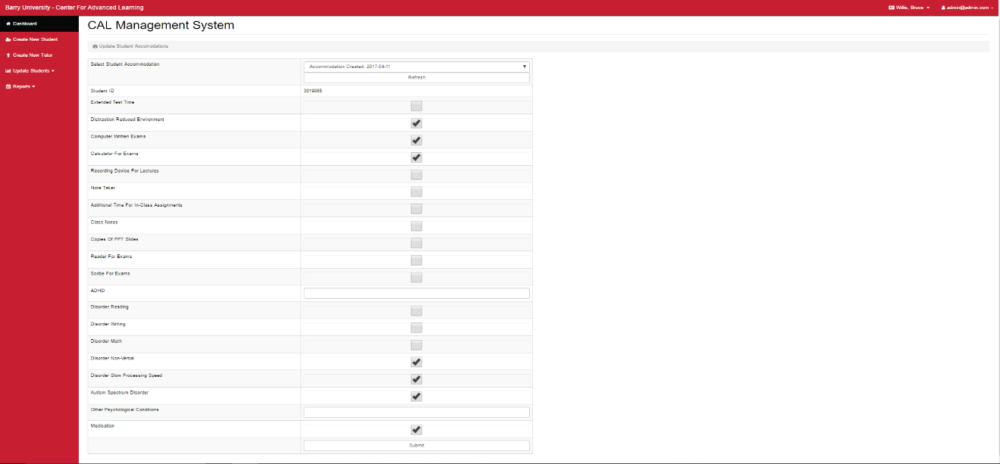 Barry University - Center For Advanced Learning
Willis, Bruce
admin@admin.com
Dashboard
Create New Student
Create New Tutor
Update Students
Reports
CAL Management System
Update Student Accomodations
Select Student Accommodation
Accommodation Created: 2017-04-11
Refresh
Student ID
3019065
Extended Test Time
Distraction Reduced Environment
Computer Written Exams
Calculator For Exams
Recording Device For Lectures
Note Taker
Additional Time For In-Class Assignments
Class Notes
Copies Of PPT Slides
Reader For Exams
Scribe For Exams
ADHD
Disorder Reading
Disorder Writing
Disorder Math
Disorder Non-Verbal
Disorder Slow Processing Speed
Autism Spectrum Disorder
Other Psychological Conditions
Medication
Submit